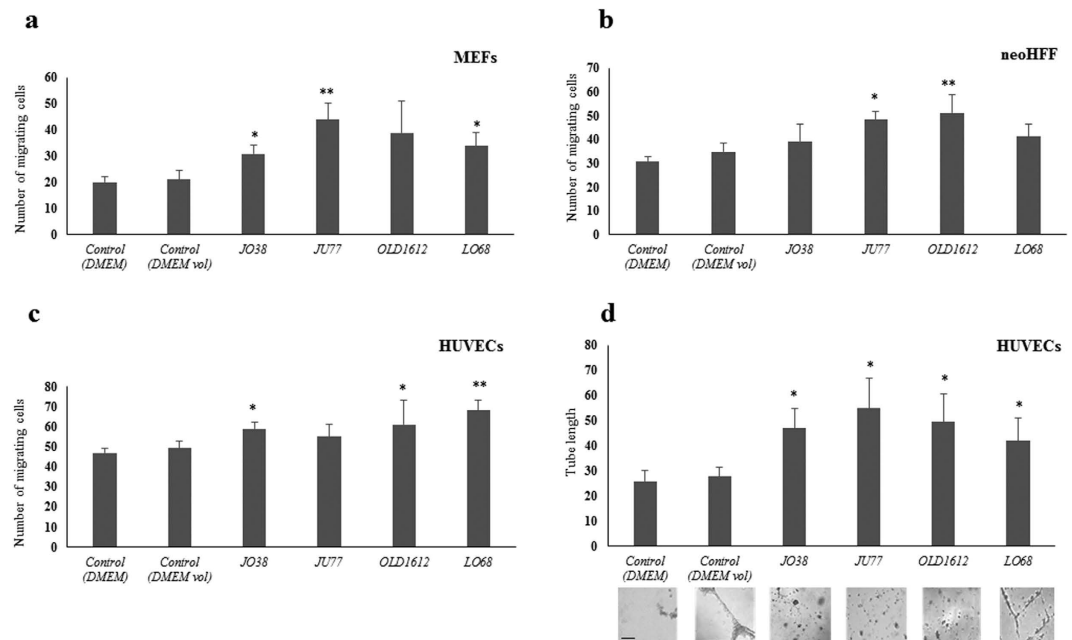 a
MEFs
Number of migrating cells
60
50
40
30
20
10
0
*
**
*
Control
(DMEM)
Control
(DMEM vol)
JO38
JU77
OLD1612
LO68
b
neoHFF
Number of migrating cells
70
60
50
40
30
20
10
0
*
**
Control
(DMEM)
Control
(DMEM vol)
JO38
JU77
OLD1612
LO68
c
HUVECs
Number of migrating cells
80
70
60
50
40
30
20
10
0
*
*
**
Control
(DMEM)
Control
(DMEM vol)
JO38
JU77
OLD1612
LO68
d
HUVECs
Tube length
80
70
60
50
40
30
20
10
0
*
*
*
*
Control
(DMEM)
Control
(DMEM vol)
JO38
JU77
OLD1612
LO68